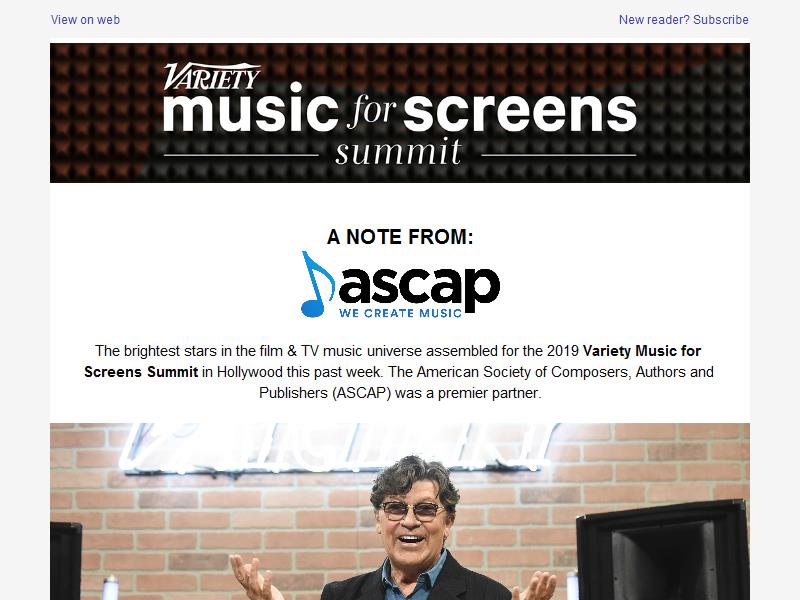 View on web
New reader? Subscribe
VARIETY
music for screens
summit
A NOTE FROM:
ascap
WE CREATE MUSIC
The brightest stars in the film & TV music universe assembled for the 2019 Variety Music for
Screens Summit in Hollywood this past week. The American Society of Composers, Authors and
Publishers (ASCAP) was a premier partner.